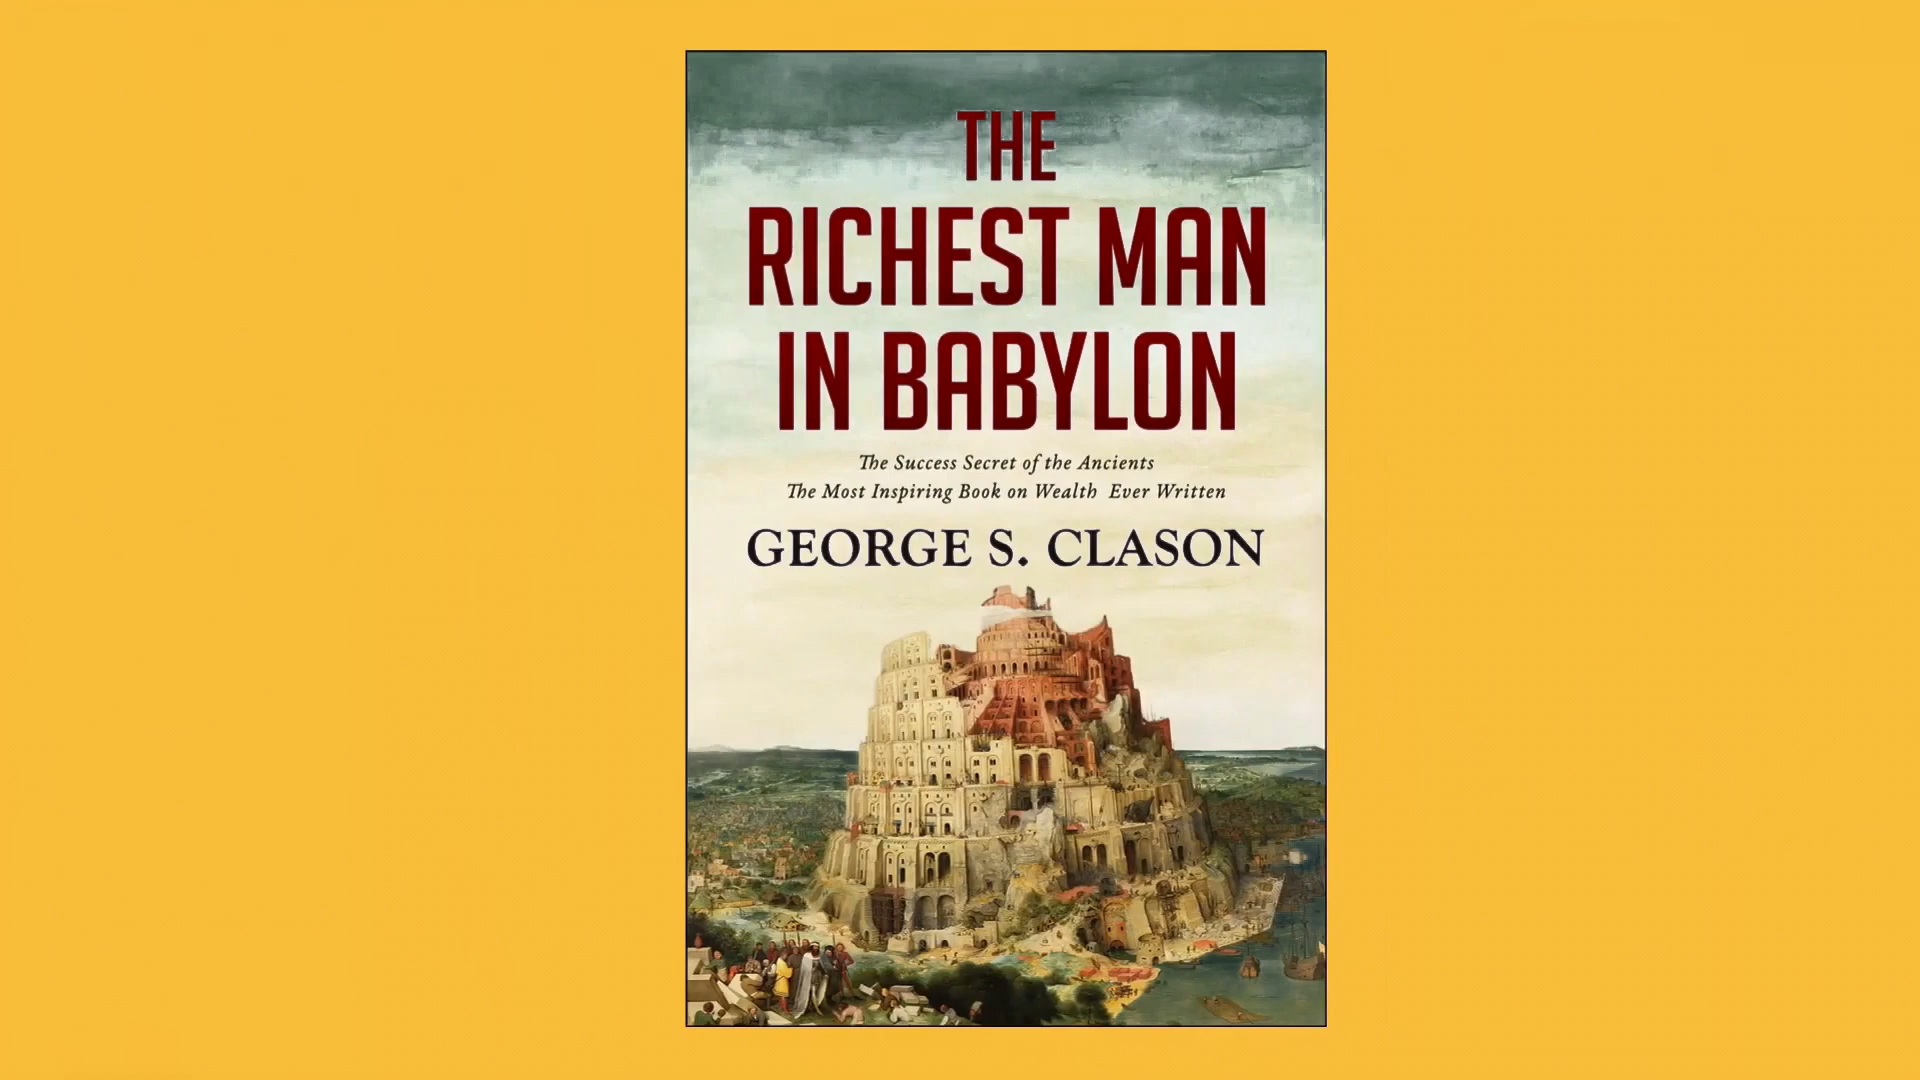 THE
RICHEST MAN
IN BABYLON
The Success Secret of the Ancients
The Most Inspiring Book on Wealth Ever Written
GEORGE S. CLASON